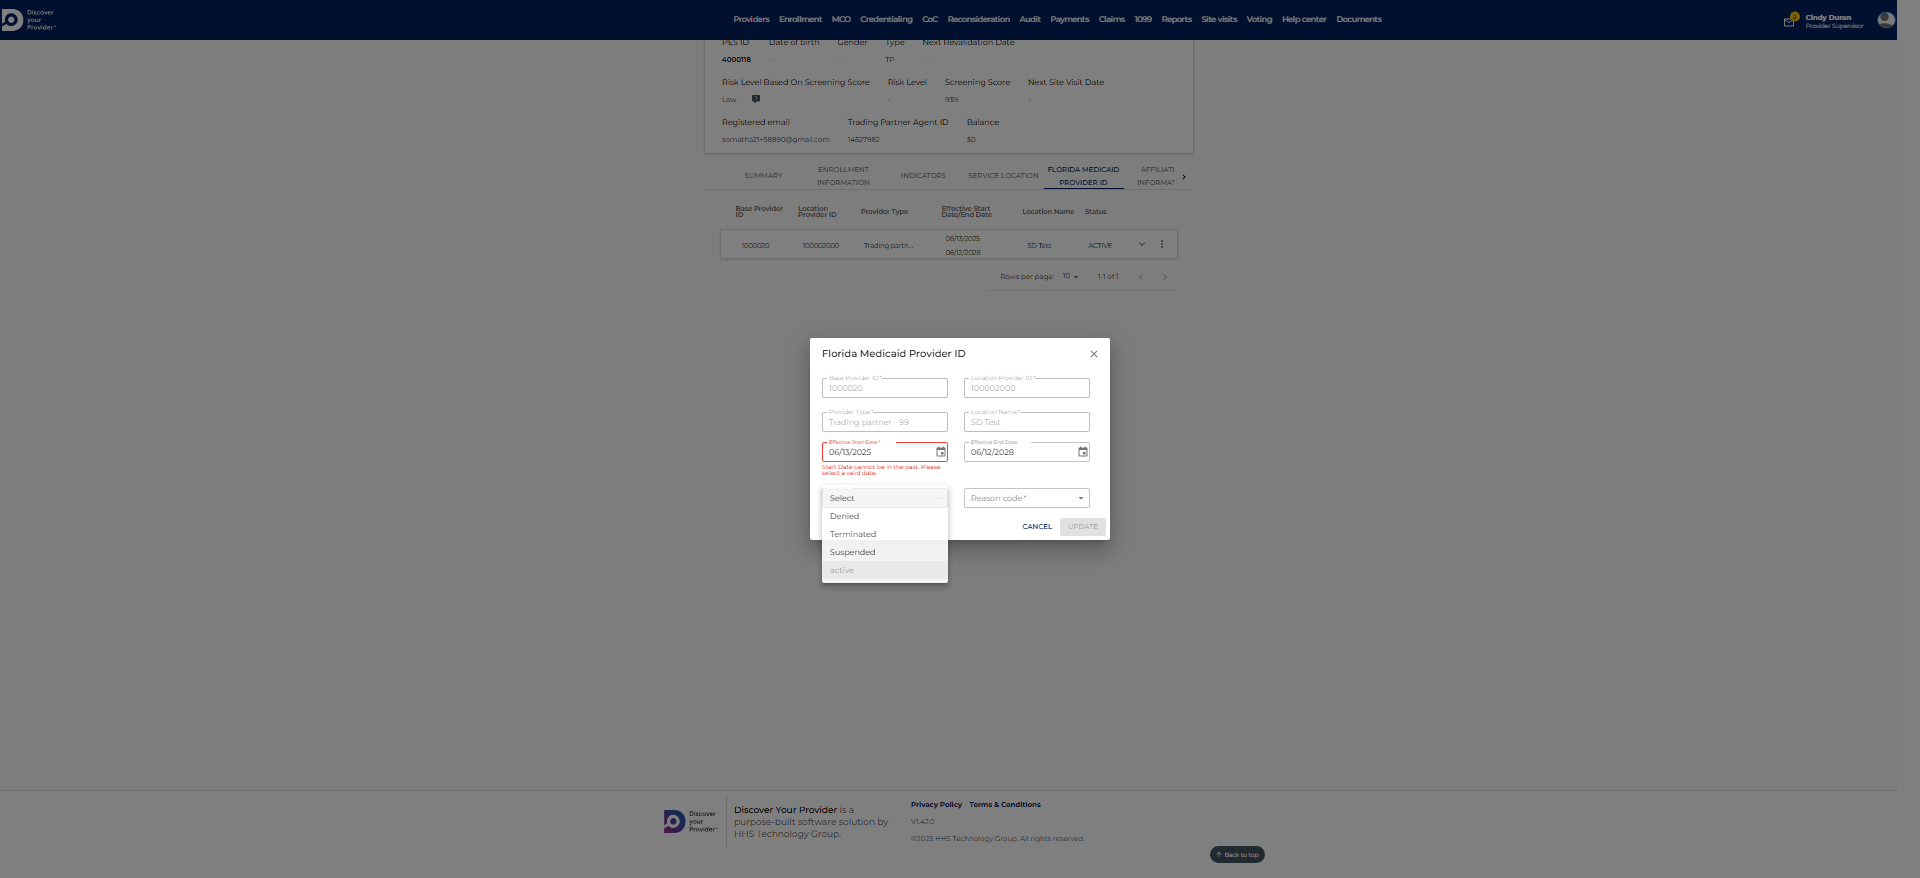 Discover
your
Provider
Providers Enrollment MCO Credentialing CoC Reconsideration Audit Payments Claims 1099 Reports Site visits Voting Help center Documents
Cindy Duran
Provider Supervisor
PES ID Date of birth Gender Type Next Revalidation Date
4000118 TP
Risk Level Based On Screening Score Risk Level Screening Score Next Site Visit Date
Low - 93% -
Registered email Trading Partner Agent ID Balance
somatha21+58890@gmail.com 14527982 $0
SUMMARY
ENROLLMENT
INFORMATION
INDICATORS
SERVICE LOCATION
FLORIDA MEDICAID
PROVIDER ID
AFFILIATI
INFORMAT
Base Provider
ID
Location
Provider ID
Provider Type
Effective Start
Date/End Date
Location Name
Status
1000020 100002000 Trading partn...
06/13/2025
06/12/2028
SD Test ACTIVE
Rows per page: 10 1-1 of 1
Florida Medicaid Provider ID
Base Provider ID*
1000020
Location Provider ID*
100002000
Provider Type*
Trading partner - 99
Location Name*
SD Test
Effective Start Date*
06/13/2025
Effective End Date
06/12/2028
Start Date cannot be in the past. Please
select a valid date.
Select
Denied
Terminated
Suspended
active
Reason code*
CANCEL UPDATE
Discover
your
Provider
Discover Your Provider is a
purpose-built software solution by
HHS Technology Group.
Privacy Policy Terms & Conditions
V1.42.0
©2025 HHS Technology Group. All rights reserved.
Back to top